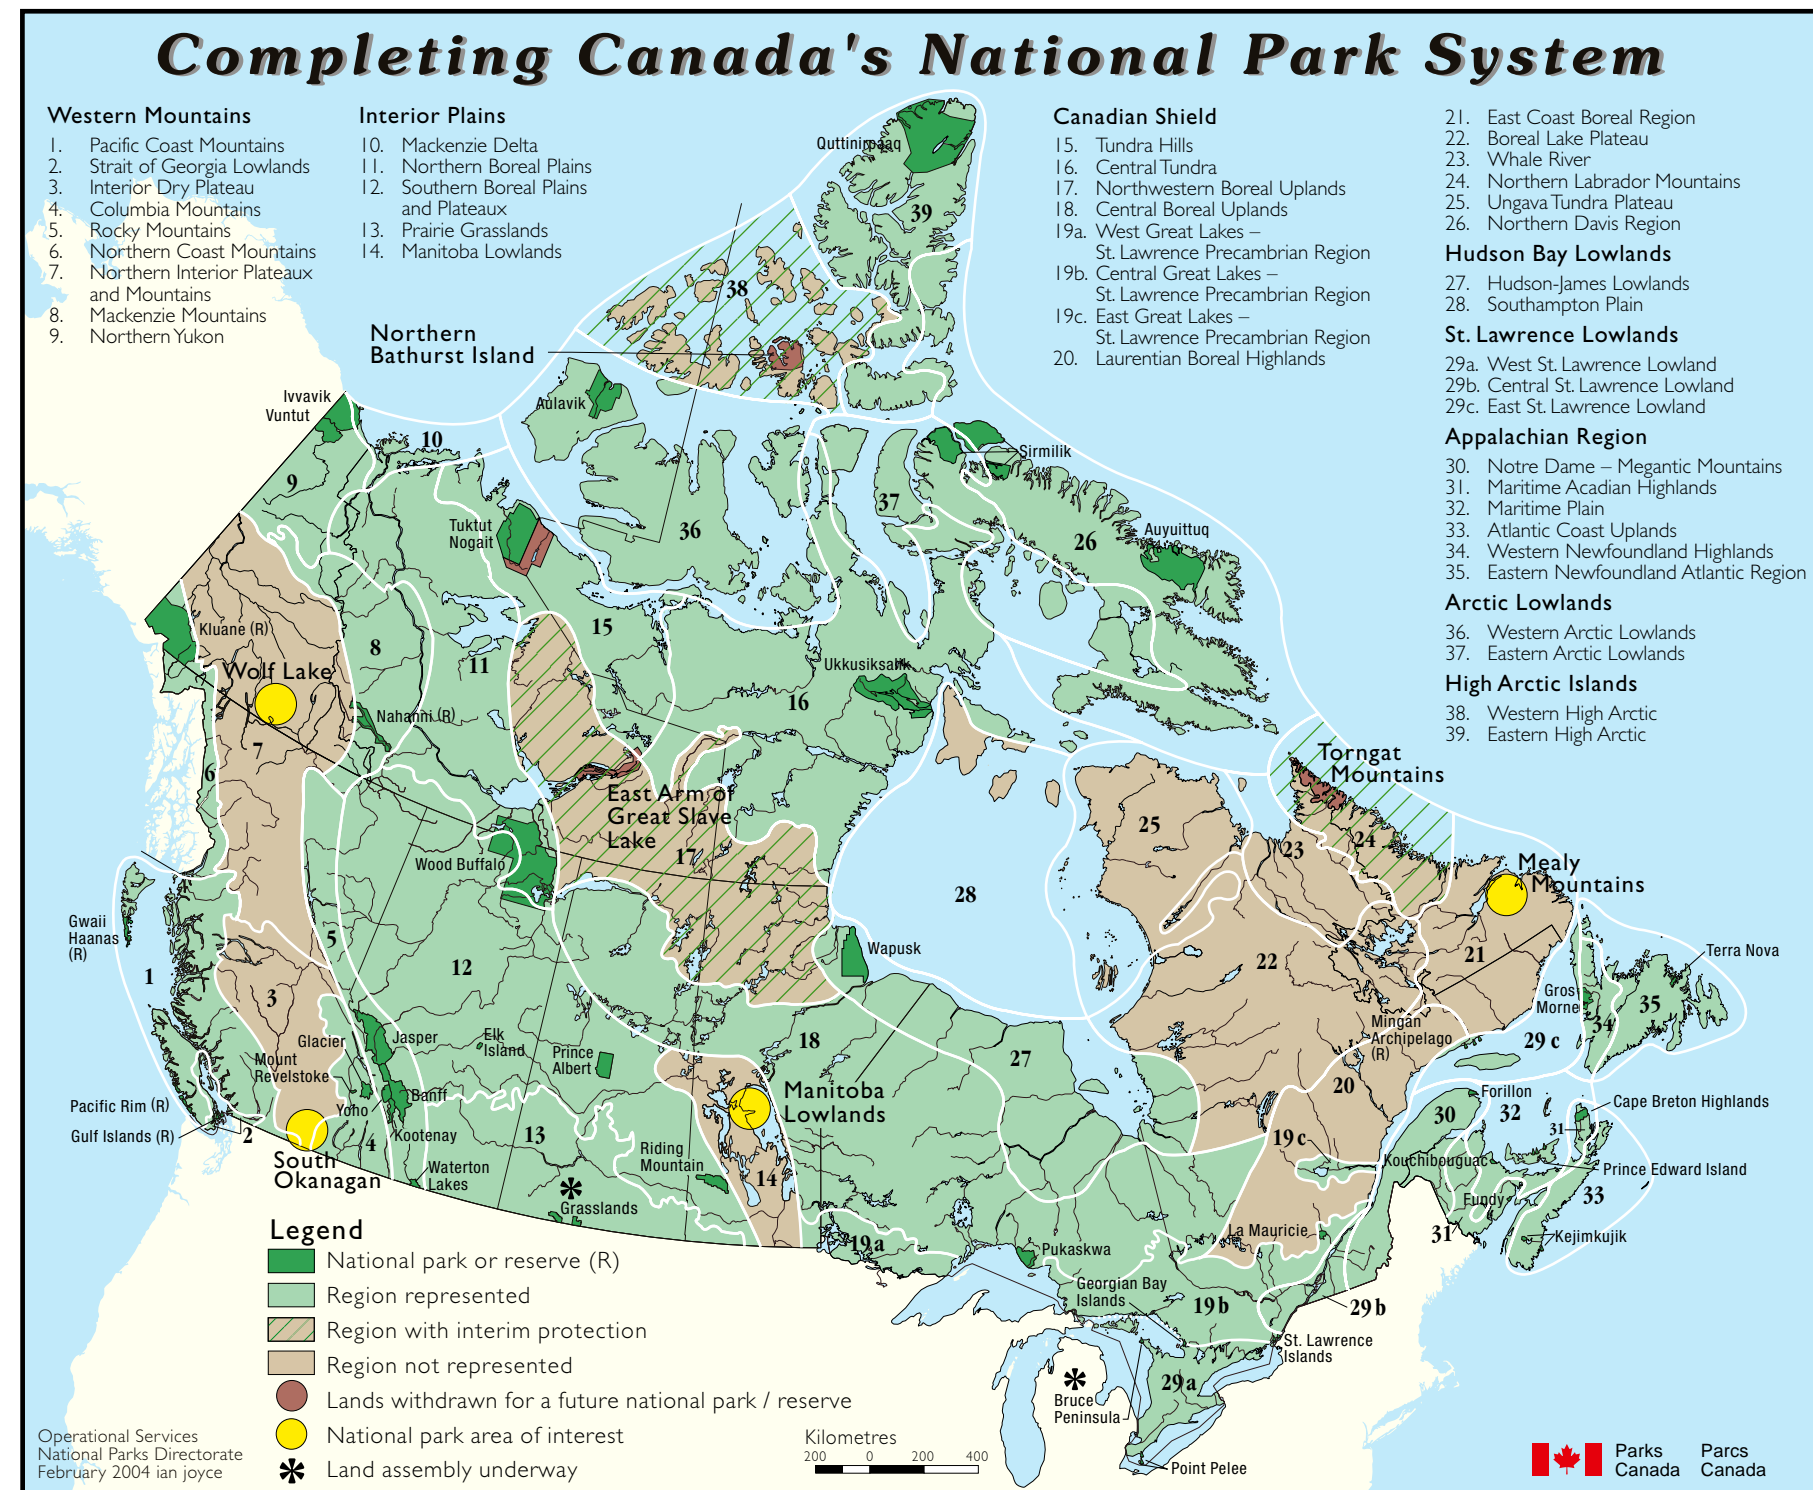 Completing Canada's National Park System
Western Mountains
1. Pacific Coast Mountains
2. Strait of Georgia Lowlands
3. Interior Dry Plateau
4. Columbia Mountains
5. Rocky Mountains
6. Northern Coast Mountains
7. Northern Interior Plateaux
and Mountains
8. Mackenzie Mountains
9. Northern Yukon
Interior Plains
10. Mackenzie Delta
11. Northern Boreal Plains
12. Southern Boreal Plains
and Plateaux
13. Prairie Grasslands
14. Manitoba Lowlands
Canadian Shield
15. Tundra Hills
16. Central Tundra
17. Northwestern Boreal Uplands
18. Central Boreal Uplands
19a. West Great Lakes –
St. Lawrence Precambrian Region
19b. Central Great Lakes –
St. Lawrence Precambrian Region
19c. East Great Lakes –
St. Lawrence Precambrian Region
20. Laurentian Boreal Highlands
21. East Coast Boreal Region
22. Boreal Lake Plateau
23. Whale River
24. Northern Labrador Mountains
25. Ungava Tundra Plateau
26. Northern Davis Region
Hudson Bay Lowlands
27. Hudson-James Lowlands
28. Southampton Plain
St. Lawrence Lowlands
29a. West St. Lawrence Lowland
29b. Central St. Lawrence Lowland
29c. East St. Lawrence Lowland
Appalachian Region
30. Notre Dame – Megantic Mountains
31. Maritime Acadian Highlands
32. Maritime Plain
33. Atlantic Coast Uplands
34. Western Newfoundland Highlands
35. Eastern Newfoundland Atlantic Region
Arctic Lowlands
36. Western Arctic Lowlands
37. Eastern Arctic Lowlands
High Arctic Islands
38. Western High Arctic
39. Eastern High Arctic
Quttinirpaaq
39
38
Northern
Bathurst Island
Ivvavik
Vuntut
Aulavik
10
9
Sirmilik
37
36
Tuktut
Nogait
26
Auyuittuq
Kluane (R)
15
8
11
Wolf Lake
Ukkusiksalik
16
Nahanni (R)
7
6
Torngat
Mountains
East Arm of
Great Slave
Lake
25
24
23
17
Wood Buffalo
Mealy
Mountains
28
Gwaii
Haanas
(R)
5
Wapusk
Terra Nova
1
12
22
21
3
Gros
Morne
35
34
Mingan
Archipelago
(R)
29 c
Glacier
Jasper
Elk
Island
Prince
Albert
18
27
Mount
Revelstoke
20
Manitoba
Lowlands
Banff
Forillon
Cape Breton Highlands
Pacific Rim (R)
Yoho
30
32
31
Gulf Islands (R)
2
4
Kootenay
13
19c
South
Okanagan
Waterton
Lakes
Riding
Mountain
14
Kouchibouguac
Prince Edward Island
Grasslands
Fundy
33
19a
Pukaskwa
La Mauricie
31
Kejimkujik
Georgian Bay
Islands
19b
29b
St. Lawrence
Islands
29a
Bruce
Peninsula
Point Pelee
Legend
National park or reserve (R)
Region represented
Region with interim protection
Region not represented
Lands withdrawn for a future national park / reserve
National park area of interest
Land assembly underway
Operational Services
National Parks Directorate
February 2004 ian joyce
Kilometres
200 0 200 400
Parks Parcs
Canada Canada